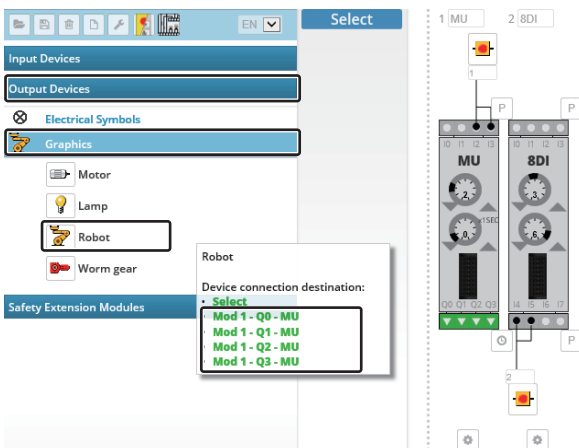 EN
Select
1 MU
2 8DI
Input Devices
Output Devices
Electrical Symbols
Graphics
Motor
Lamp
Robot
Worm gear
Safety Extension Modules
Robot
Device connection destination:
· Select
· Mod 1 - Q0 - MU
· Mod 1 - Q1 - MU
· Mod 1 - Q2 - MU
· Mod 1 - Q3 - MU
1
P
P
I0 I1 I2 I3
I0 I1 I2 I3
MU
8DI
2
3
x1SEC
0
6
Q0 Q1 Q2 Q3
I4 I5 I6 I7
P
2